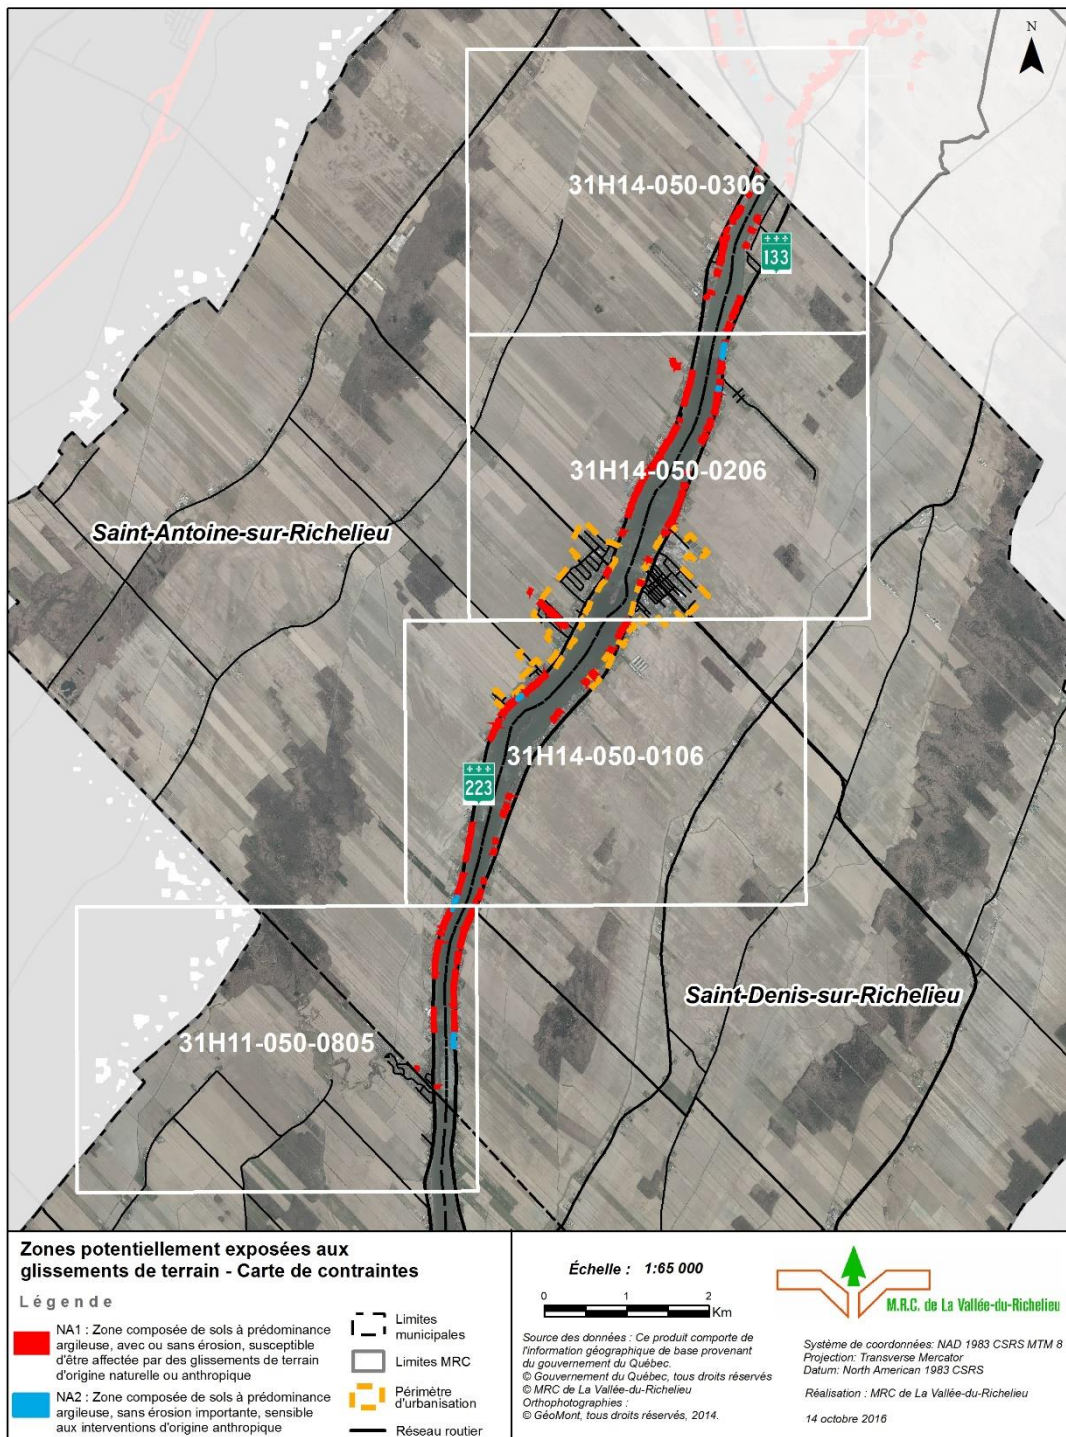 N
31H14-050-0306
133
31H14-050-0206
Saint-Antoine-sur-Richelieu
31H14-050-0106
223
Saint-Denis-sur-Richelieu
31H11-050-0805
Zones potentiellement exposées aux
glissements de terrain - Carte de contraintes
Légende
NA1 : Zone composée de sols à prédominance
argileuse, avec ou sans érosion, susceptible
d'être affectée par des glissements de terrain
d'origine naturelle ou anthropique
NA2 : Zone composée de sols à prédominance
argileuse, sans érosion importante, sensible
aux interventions d'origine anthropique
Limites
municipales
Limites MRC
Périmètre
d'urbanisation
Réseau routier
Échelle : 1:65 000
0 1 2
Km
Source des données : Ce produit comporte de
l'information géographique de base provenant
du gouvernement du Québec.
© Gouvernement du Québec, tous droits réservés
© MRC de La Vallée-du-Richelieu
Orthophotographies :
© GéoMont, tous droits réservés, 2014.
M.R.C. de La Vallée-du-Richelieu
Système de coordonnées: NAD 1983 CSRS MTM 8
Projection: Transverse Mercator
Datum: North American 1983 CSRS
Réalisation : MRC de La Vallée-du-Richelieu
14 octobre 2016